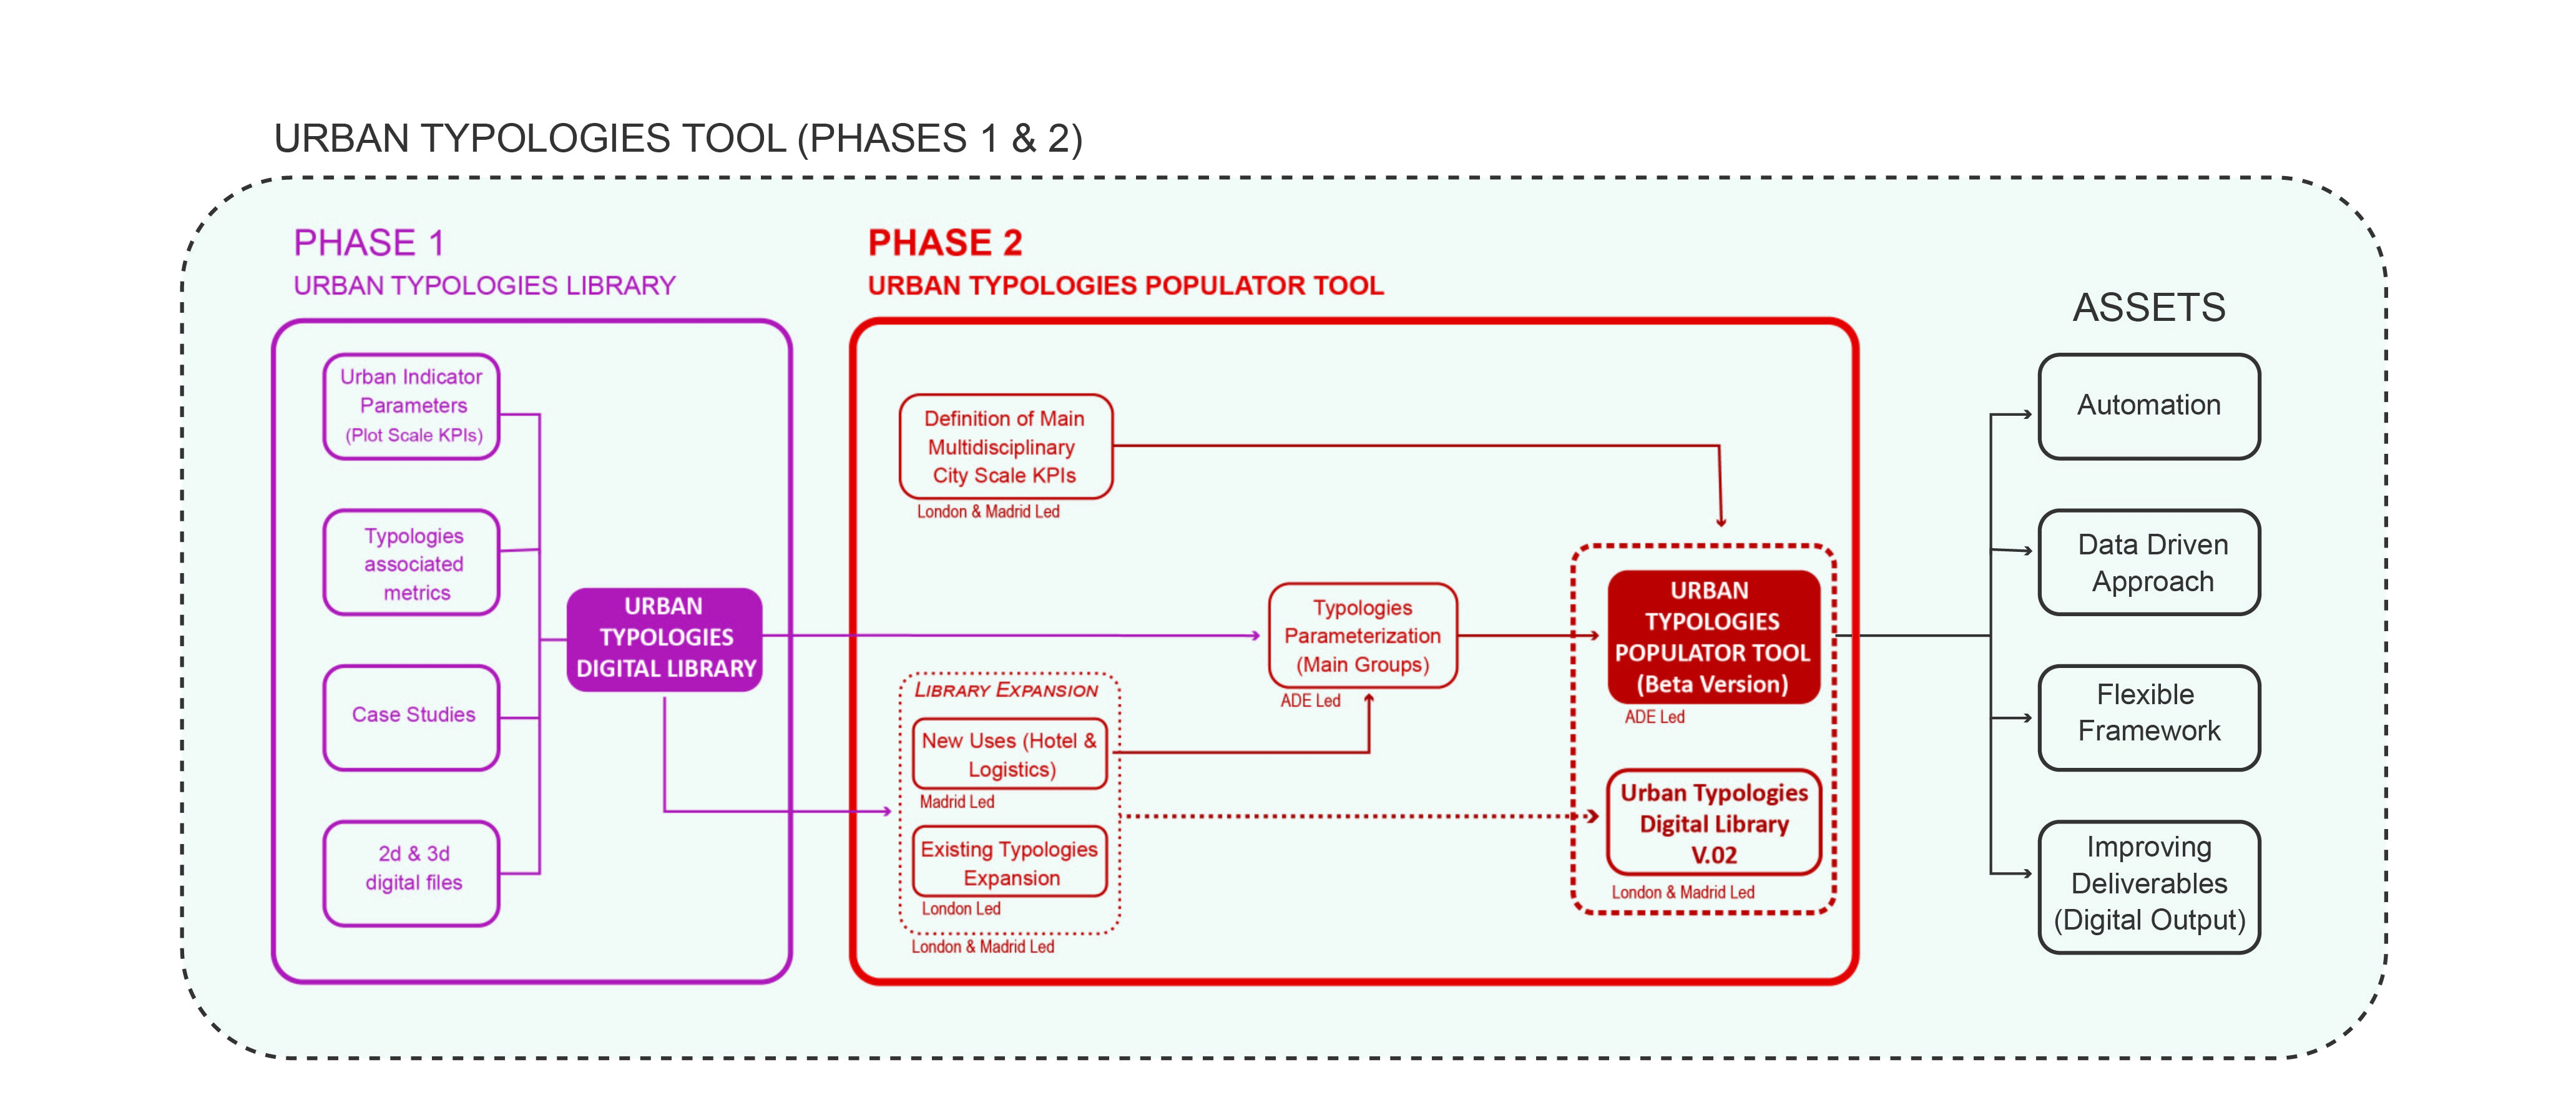 URBAN TYPOLOGIES TOOL (PHASES 1 & 2)
PHASE 1
URBAN TYPOLOGIES LIBRARY
Urban Indicator
Parameters
(Plot Scale KPIs)
Typologies
associated
metrics
Case Studies
2d & 3d
digital files
URBAN
TYPOLOGIES
DIGITAL LIBRARY
PHASE 2
URBAN TYPOLOGIES POPULATOR TOOL
Definition of Main
Multidisciplinary
City Scale KPIs
London & Madrid Led
LIBRARY EXPANSION
New Uses (Hotel &
Logistics)
Madrid Led
Existing Typologies
Expansion
London Led
London & Madrid Led
Typologies
Parameterization
(Main Groups)
ADE Led
URBAN
TYPOLOGIES
POPULATOR TOOL
(Beta Version)
ADE Led
Urban Typologies
Digital Library
V.02
London & Madrid Led
ASSETS
Automation
Data Driven
Approach
Flexible
Framework
Improving
Deliverables
(Digital Output)